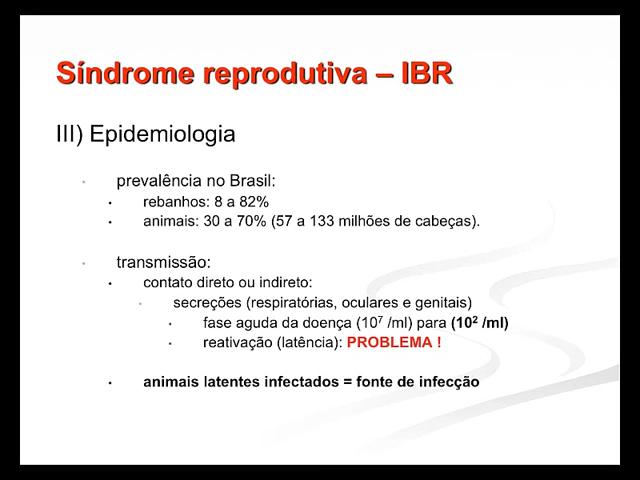 Síndrome reprodutiva – IBR
III) Epidemiologia
• prevalência no Brasil:
• rebanhos: 8 a 82%
• animais: 30 a 70% (57 a 133 milhões de cabeças).
• transmissão:
• contato direto ou indireto:
• secreções (respiratórias, oculares e genitais)
• fase aguda da doença (10⁷ /ml) para (10² /ml)
• reativação (latência): PROBLEMA !
• animais latentes infectados = fonte de infecção